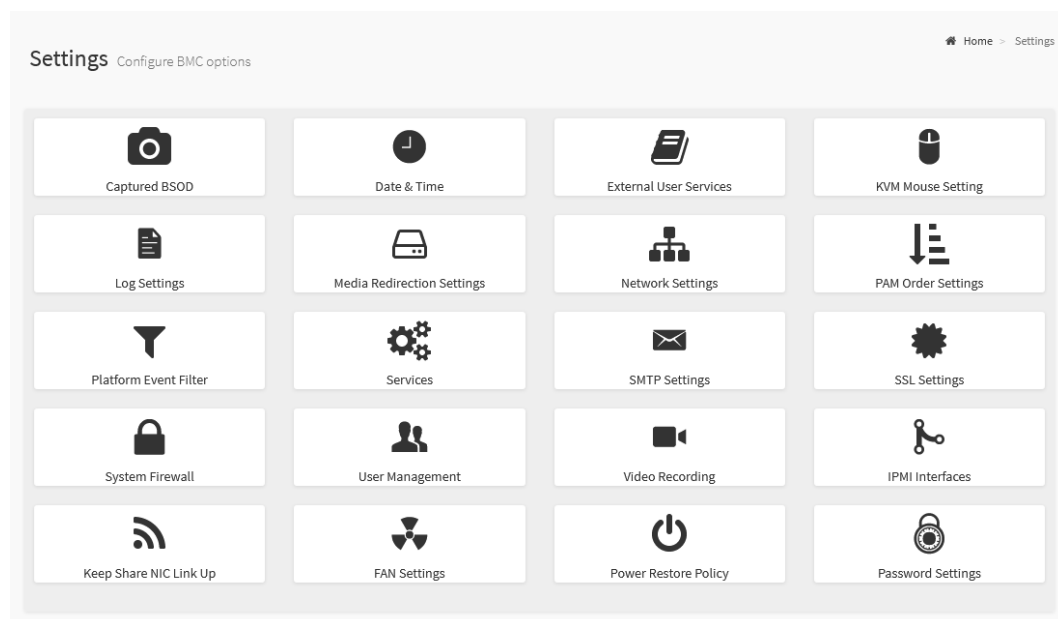 Home > Settings
Settings Configure BMC options
Captured BSOD
Date & Time
External User Services
KVM Mouse Setting
Log Settings
Media Redirection Settings
Network Settings
PAM Order Settings
Platform Event Filter
Services
SMTP Settings
SSL Settings
System Firewall
User Management
Video Recording
IPMI Interfaces
Keep Share NIC Link Up
FAN Settings
Power Restore Policy
Password Settings